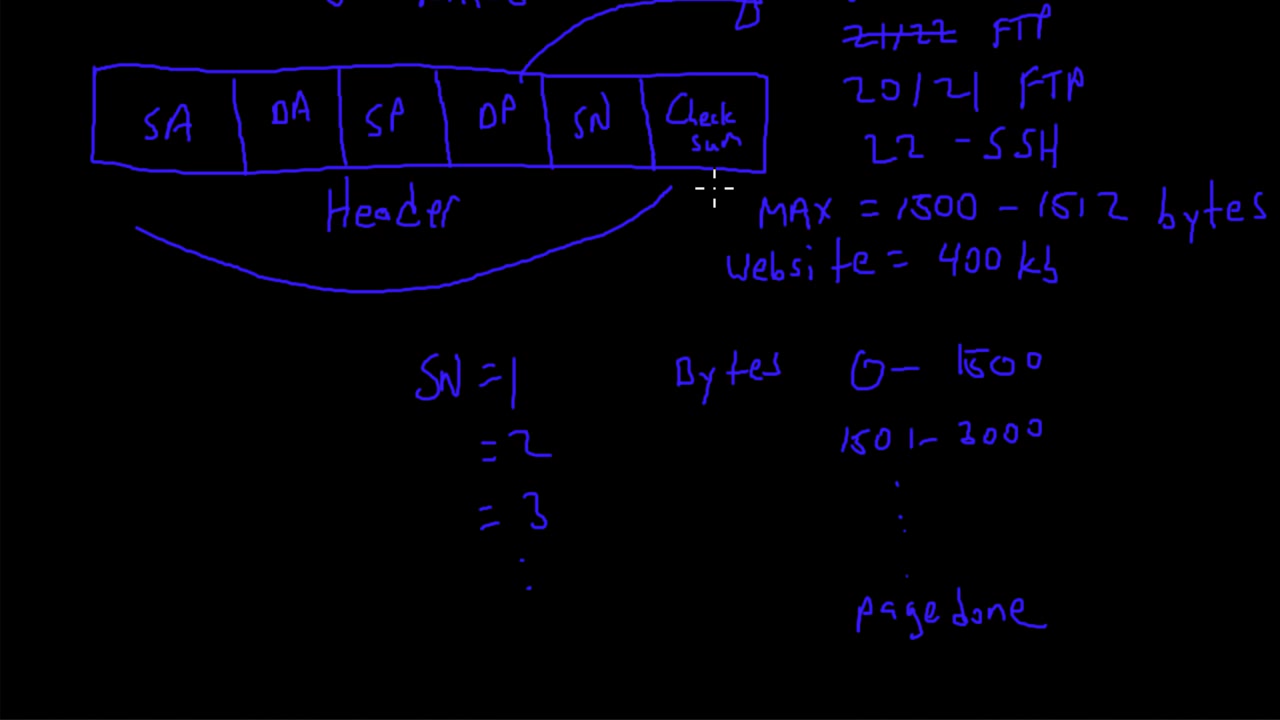 21/22 FTP
SA DA SP DP SN Check sum
20/21 FTP
22 - SSH
Header
MAX = 1500 - 1512 bytes
Website = 400 kb
SN = 1 Bytes 0 - 1500
= 2 1501 - 3000
= 3
page done